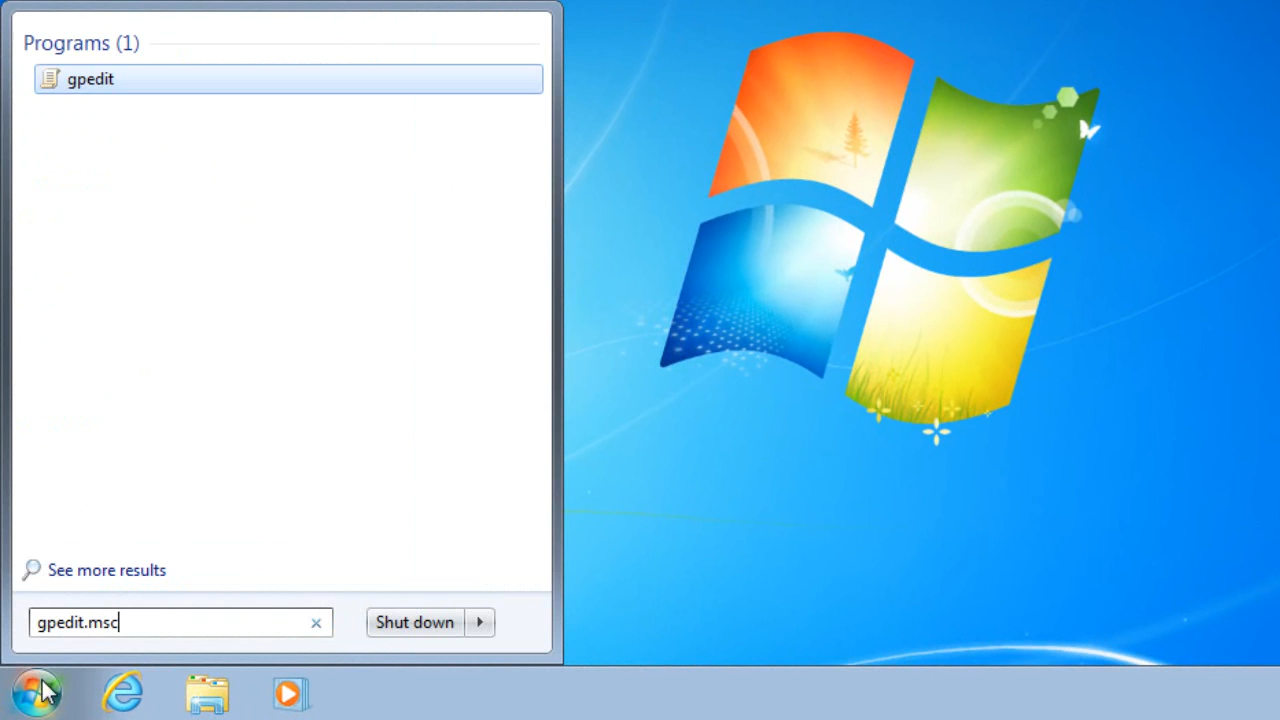 Programs (1)
gpedit
See more results
gpedit.msc
Shut down